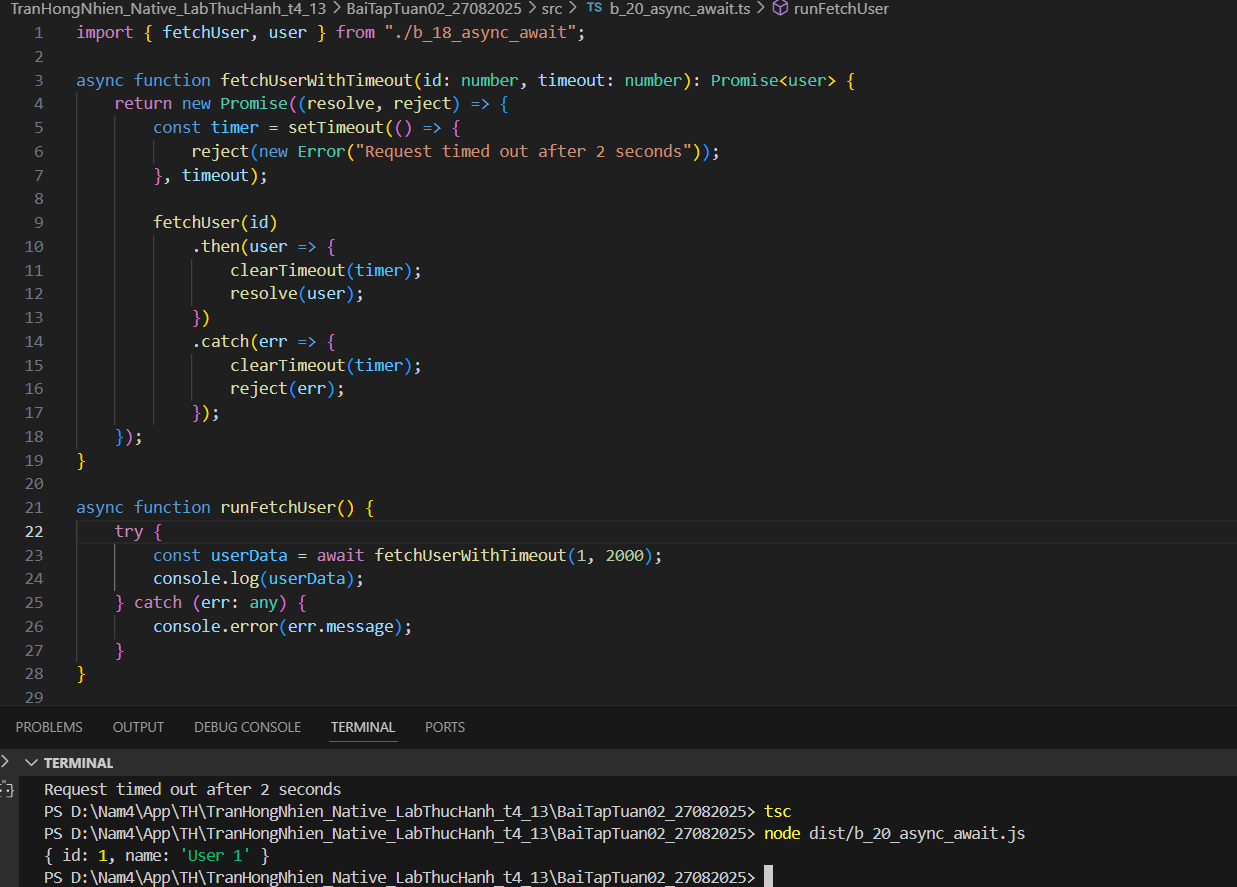 TranHongNhien_Native_LabThucHanh_t4_13 > BaiTapTuan02_27082025 > src > TS b_20_async_await.ts > runFetchUser
1 import { fetchUser, user } from "./b_18_async_await";
2
3 async function fetchUserWithTimeout(id: number, timeout: number): Promise<user> {
4     return new Promise((resolve, reject) => {
5         const timer = setTimeout(() => {
6             reject(new Error("Request timed out after 2 seconds"));
7         }, timeout);
8
9         fetchUser(id)
10             .then(user => {
11                 clearTimeout(timer);
12                 resolve(user);
13             })
14             .catch(err => {
15                 clearTimeout(timer);
16                 reject(err);
17             });
18     });
19 }
20
21 async function runFetchUser() {
22     try {
23         const userData = await fetchUserWithTimeout(1, 2000);
24         console.log(userData);
25     } catch (err: any) {
26         console.error(err.message);
27     }
28 }
29
PROBLEMS OUTPUT DEBUG CONSOLE TERMINAL PORTS
TERMINAL
Request timed out after 2 seconds
PS D:\Nam4\App\TH\TranHongNhien_Native_LabThucHanh_t4_13\BaiTapTuan02_27082025> tsc
PS D:\Nam4\App\TH\TranHongNhien_Native_LabThucHanh_t4_13\BaiTapTuan02_27082025> node dist/b_20_async_await.js
{ id: 1, name: 'User 1' }
PS D:\Nam4\App\TH\TranHongNhien_Native_LabThucHanh_t4_13\BaiTapTuan02_27082025>